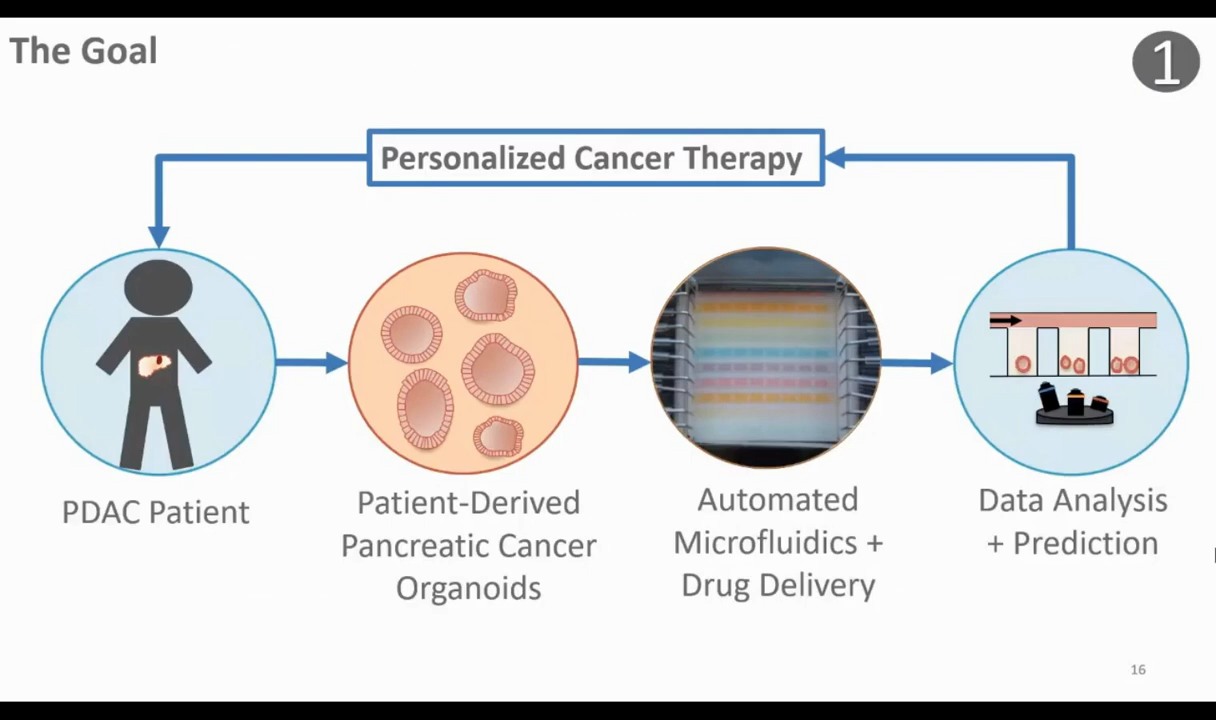 The Goal
1
Personalized Cancer Therapy
PDAC Patient
Patient-Derived
Pancreatic Cancer
Organoids
Automated
Microfluidics +
Drug Delivery
Data Analysis
+ Prediction
16